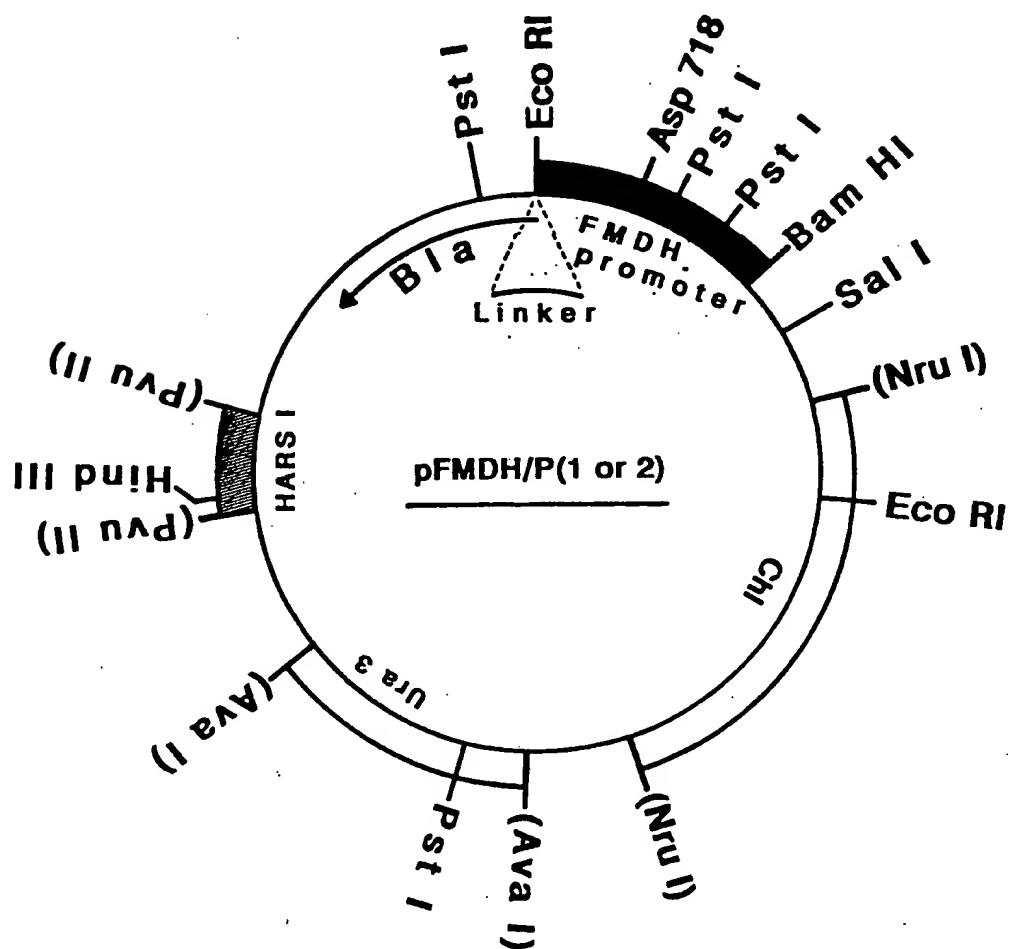 Pst I
Eco RI
Asp 718
Pst I
Pst I
Bam HI
Sal I
(Nru I)
Eco RI
(Nru I)
(Ava I)
Pst I
(Ava I)
(Pvu II)
Hind III
(Pvu II)
Bla
FMDH.
promoter
Linker
HARS I
pFMDH/P(1 or 2)
Chl
Ura 3